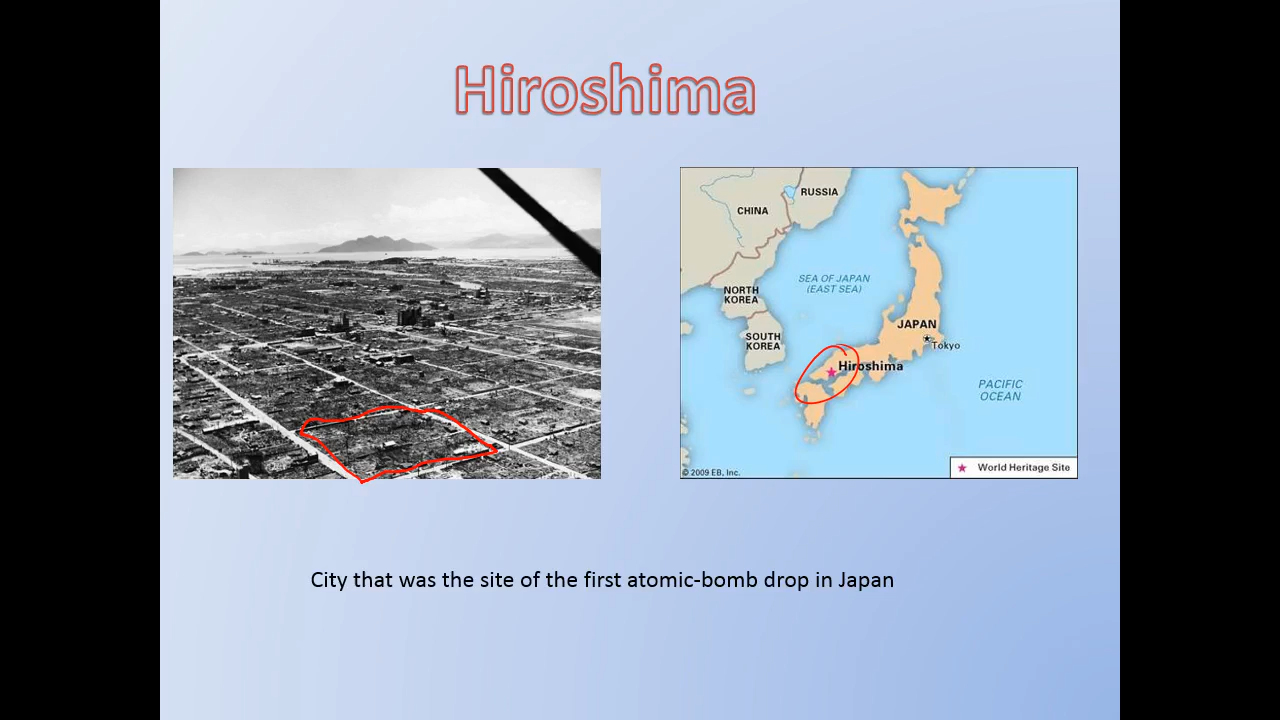 Hiroshima
RUSSIA
CHINA
SEA OF JAPAN
(EAST SEA)
NORTH
KOREA
JAPAN
Tokyo
SOUTH
KOREA
Hiroshima
PACIFIC
OCEAN
World Heritage Site
© 2009 EB, Inc.
City that was the site of the first atomic-bomb drop in Japan